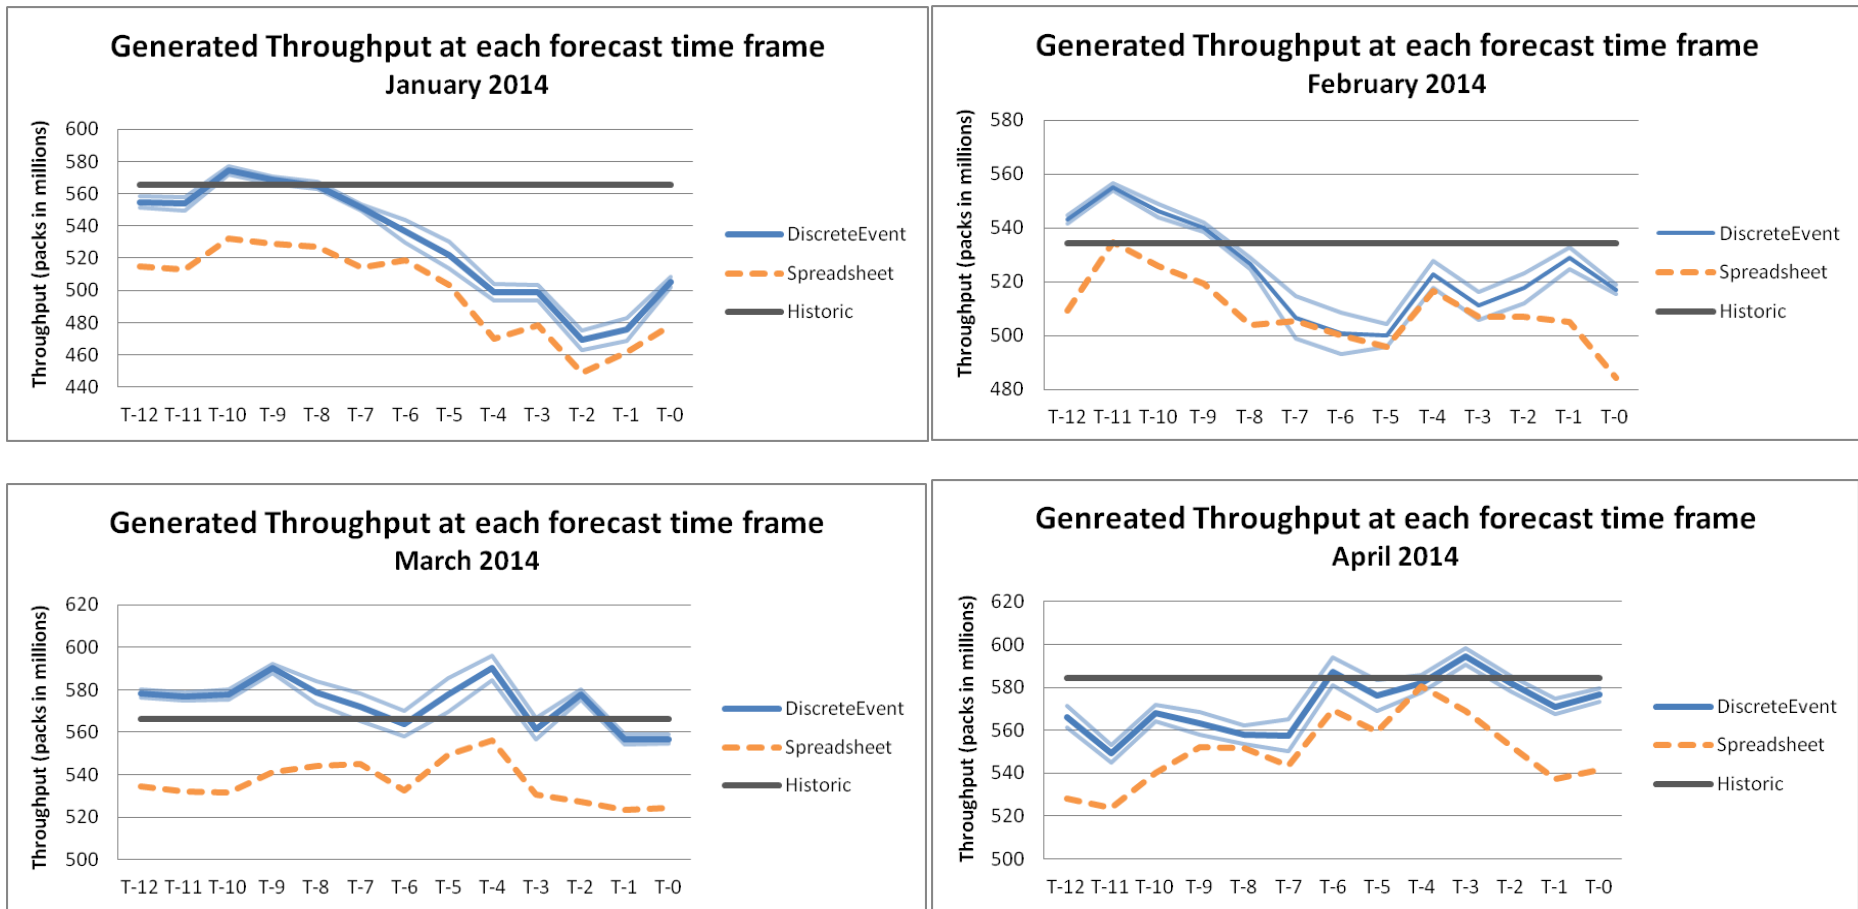 Generated Throughput at each forecast time frame
January 2014
Throughput (packs in millions)
600
580
560
540
520
500
480
460
440
T-12 T-11 T-10 T-9 T-8 T-7 T-6 T-5 T-4 T-3 T-2 T-1 T-0
DiscreteEvent
Spreadsheet
Historic
Generated Throughput at each forecast time frame
February 2014
Throughput (packs in millions)
580
560
540
520
500
480
T-12 T-11 T-10 T-9 T-8 T-7 T-6 T-5 T-4 T-3 T-2 T-1 T-0
DiscreteEvent
Spreadsheet
Historic
Generated Throughput at each forecast time frame
March 2014
Throughput (packs in millions)
620
600
580
560
540
520
500
T-12 T-11 T-10 T-9 T-8 T-7 T-6 T-5 T-4 T-3 T-2 T-1 T-0
DiscreteEvent
Spreadsheet
Historic
Genreated Throughput at each forecast time frame
April 2014
Throughput (packs in millions)
620
600
580
560
540
520
500
T-12 T-11 T-10 T-9 T-8 T-7 T-6 T-5 T-4 T-3 T-2 T-1 T-0
DiscreteEvent
Spreadsheet
Historic